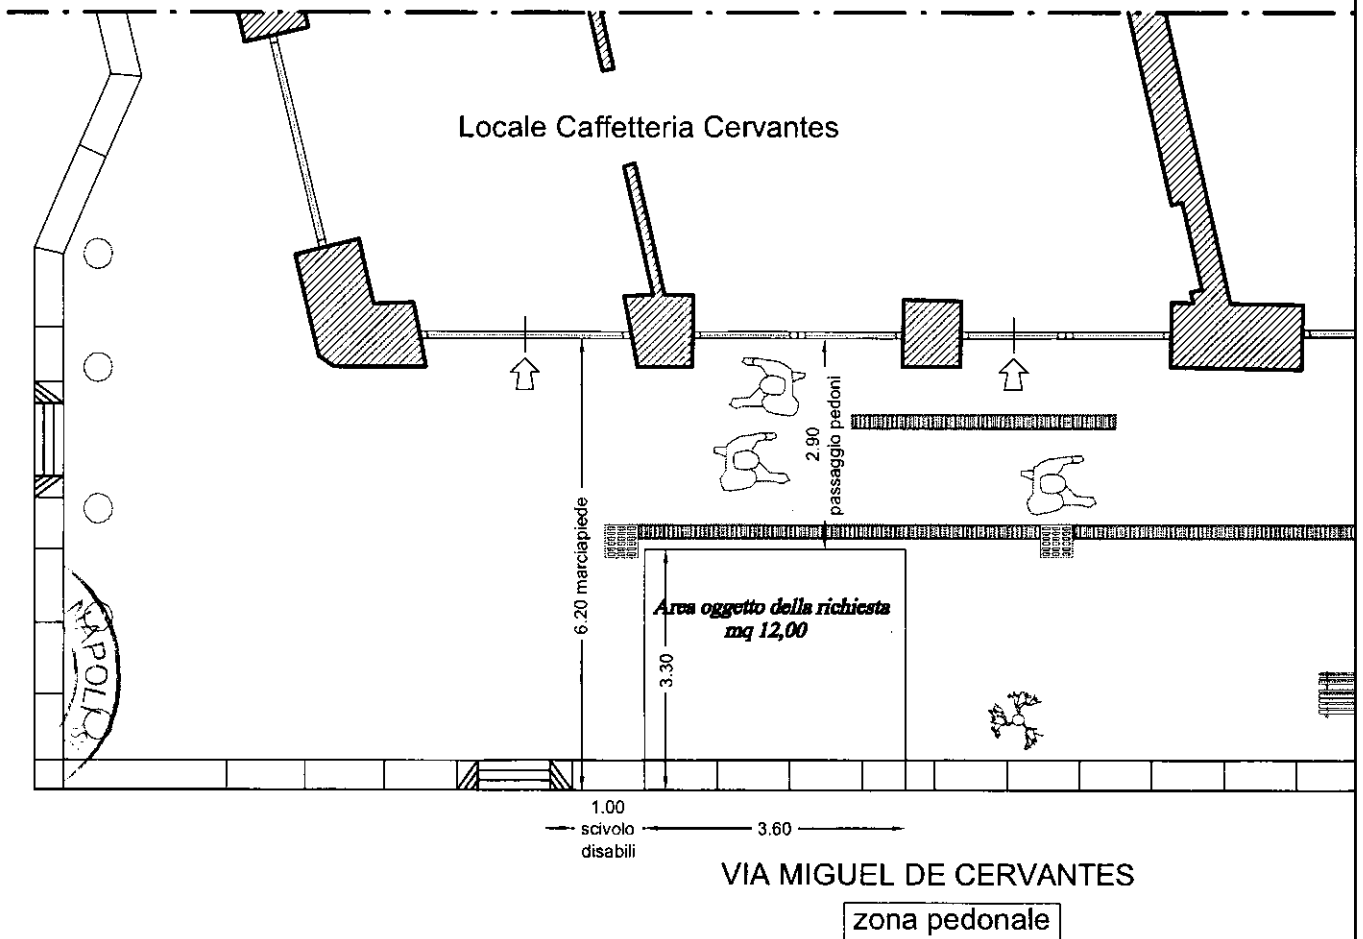 Locale Caffetteria Cervantes
2.90
passaggio pedoni
6.20 marciapiede
Area oggetto della richiesta
mq 12,00
3.30
NAPOLI
1.00
scivolo
disabili
3.60
VIA MIGUEL DE CERVANTES
zona pedonale